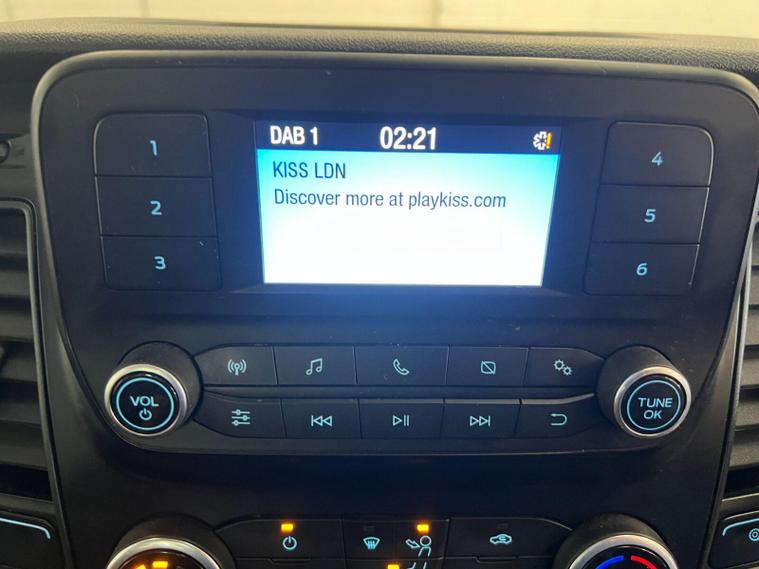 DAB 1 02:21
KISS LDN
Discover more at playkiss.com
1
2
3
4
5
6
VOL
TUNE
OK